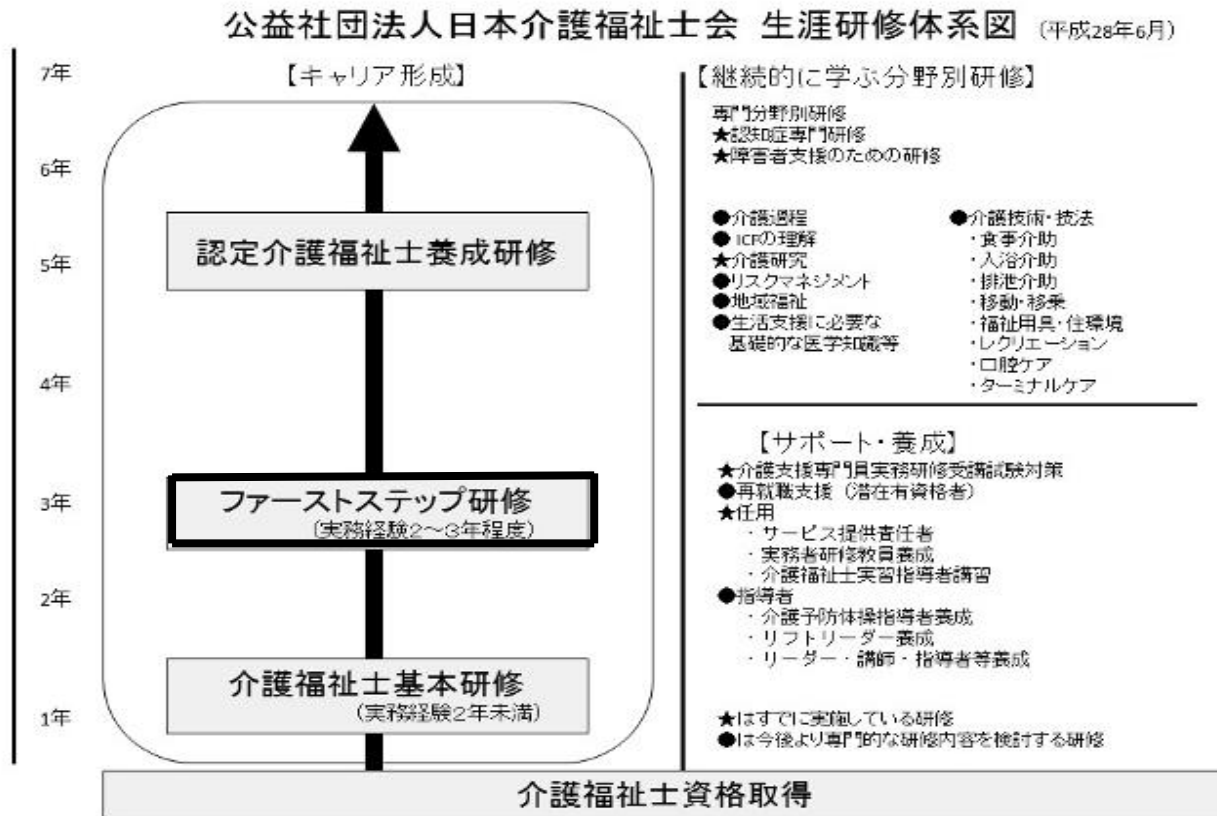 公益社団法人日本介護福祉士会 生涯研修体系図 (平成28年6月)
7年
6年
5年
4年
3年
2年
1年
【キャリア形成】
認定介護福祉士養成研修
ファーストステップ研修
(実務経験2～3年程度)
介護福祉士基本研修
(実務経験2年未満)
【継続的に学ぶ分野別研修】
専門分野別研修
★認知症専門研修
★障害者支援のための研修
●介護過程
●ICFの理解
★介護研究
●リスクマネジメント
●地域福祉
●生活支援に必要な
基礎的な医学知識等
●介護技術・技法
・食事介助
・入浴介助
・排泄介助
・移動・移乗
・福祉用具・住環境
・レクリエーション
・口腔ケア
・ターミナルケア
【サポート・養成】
★介護支援専門員実務研修受講試験対策
●再就職支援（潜在有資格者）
★任用
・サービス提供責任者
・実務者研修教員養成
・介護福祉士実習指導者講習
●指導者
・介護予防体操指導者養成
・リフトリーダー養成
・リーダー・講師・指導者等養成
★はすでに実施している研修
●は今後より専門的な研修内容を検討する研修
介護福祉士資格取得